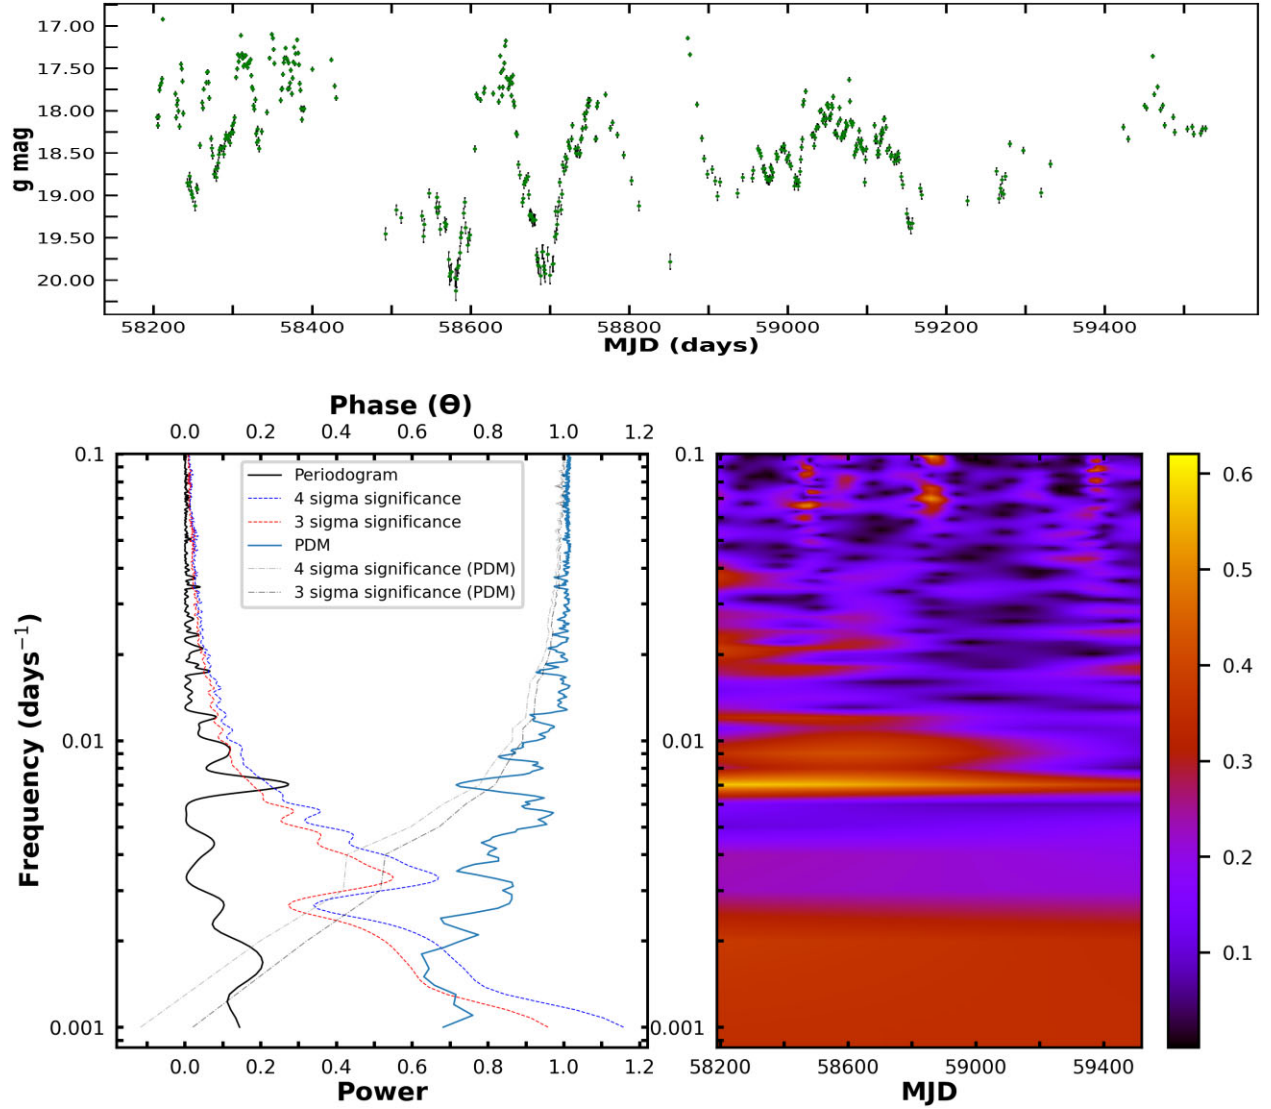 17.00
17.50
18.00
18.50
19.00
19.50
20.00
g mag
58200 58400 58600 58800 59000 59200 59400
MJD (days)
Phase (Θ)
0.0 0.2 0.4 0.6 0.8 1.0 1.2
Periodogram
4 sigma significance
3 sigma significance
PDM
4 sigma significance (PDM)
3 sigma significance (PDM)
0.1
0.01
0.001
Frequency (days⁻¹)
0.0 0.2 0.4 0.6 0.8 1.0 1.2
Power
0.1
0.01
0.001
58200 58600 59000 59400
MJD
0.6
0.5
0.4
0.3
0.2
0.1